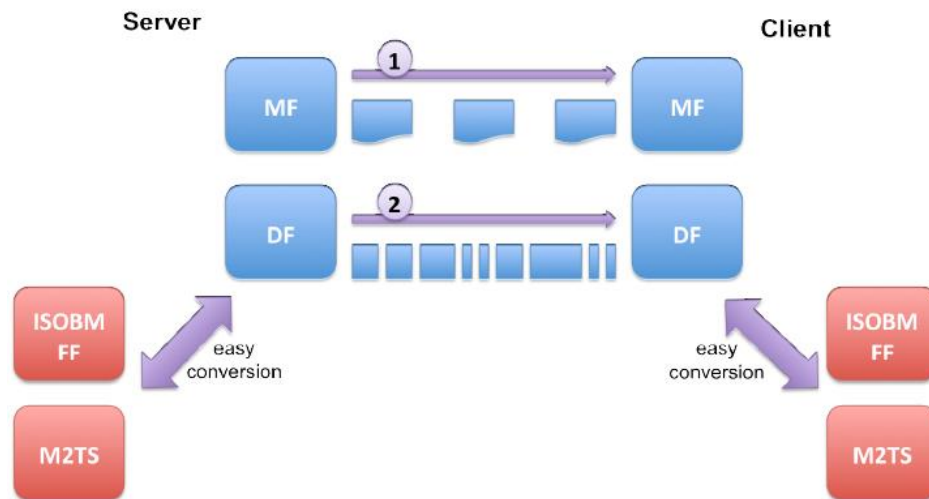 Server
Client
1
MF
MF
2
DF
DF
ISOBM
FF
easy
conversion
easy
conversion
ISOBM
FF
M2TS
M2TS